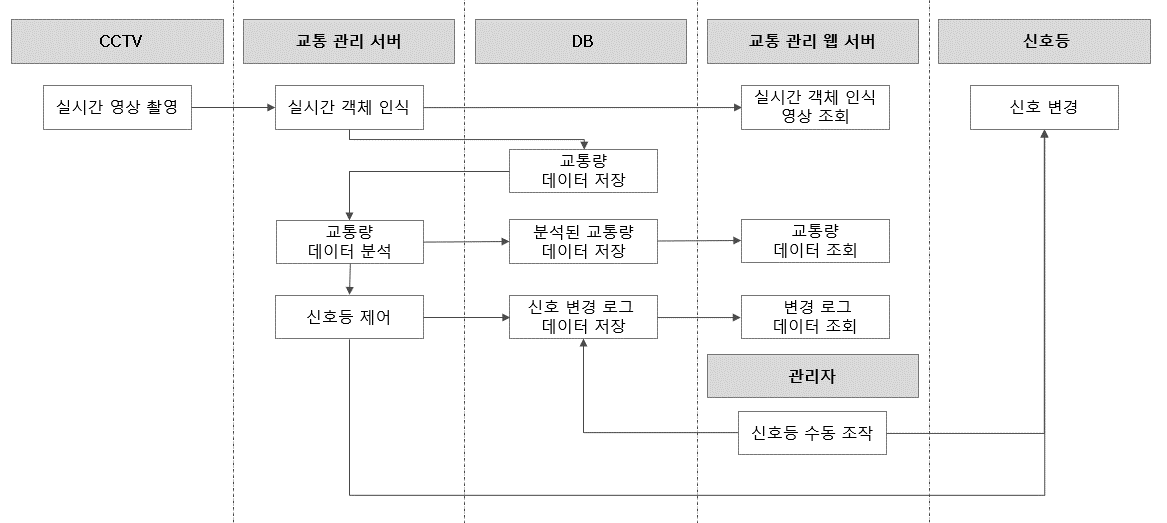 CCTV
교통 관리 서버
DB
교통 관리 웹 서버
신호등
실시간 영상 촬영
실시간 객체 인식
실시간 객체 인식
영상 조회
신호 변경
교통량
데이터 저장
교통량
데이터 분석
분석된 교통량
데이터 저장
교통량
데이터 조회
신호등 제어
신호 변경 로그
데이터 저장
변경 로그
데이터 조회
관리자
신호등 수동 조작